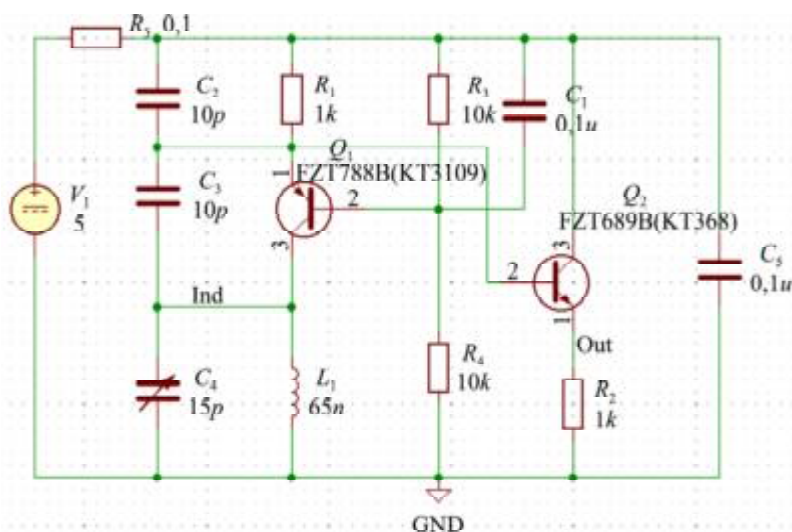 R₅ 0,1
C₂
10p
R₁
1k
R₃
10k
C₁
0,1u
Q₁
1
FZT788B(KT3109)
2
3
C₃
10p
V₁
5
+
Q₂
FZT689B(KT368)
3
2
1
C₅
0,1u
Ind
Out
C₄
15p
L₁
65n
R₄
10k
R₂
1k
GND